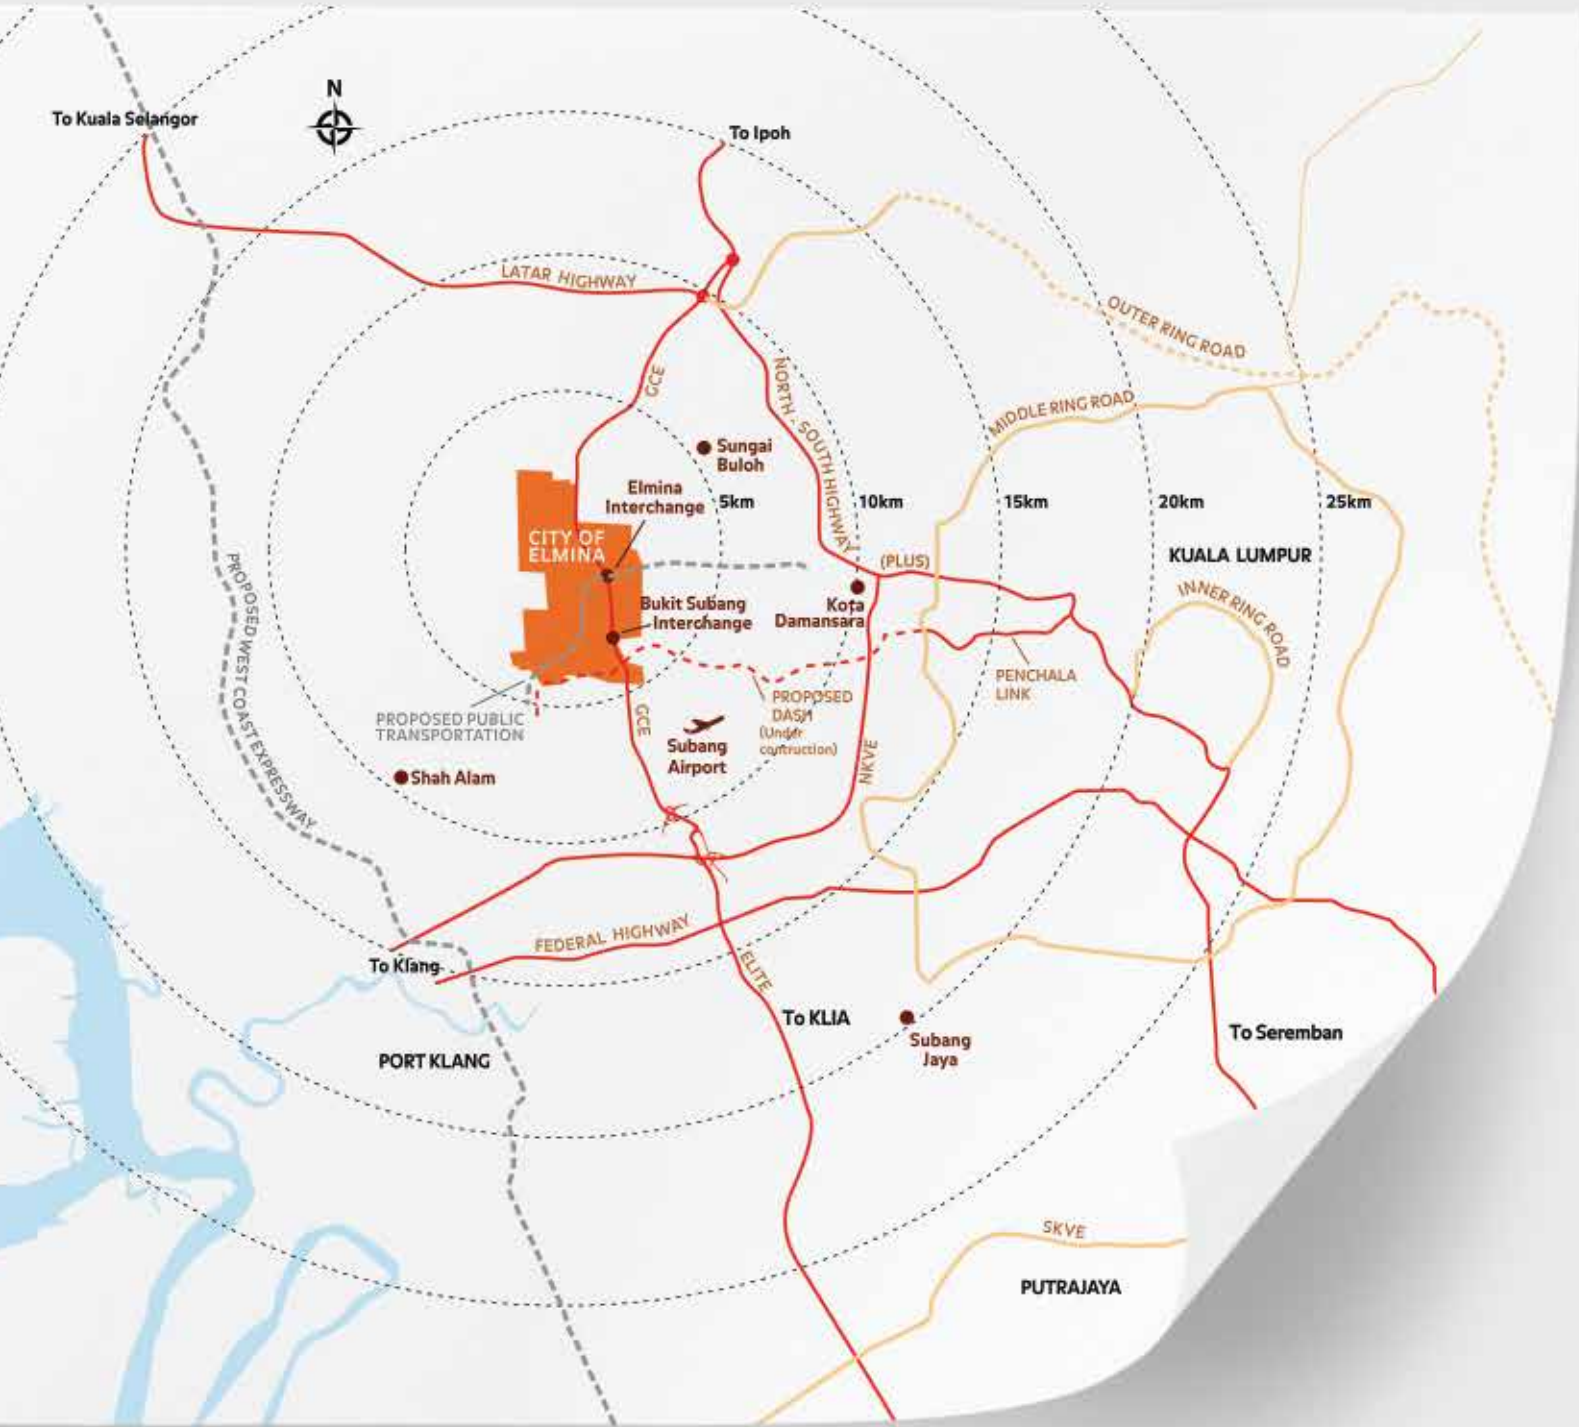 N
To Kuala Selangor
To Ipoh
LATAR HIGHWAY
OUTER RING ROAD
GCE
NORTH - SOUTH HIGHWAY
MIDDLE RING ROAD
Sungai
Buloh
Elmina
Interchange
5km
10km
15km
20km
25km
CITY OF
ELMINA
KUALA LUMPUR
(PLUS)
INNER RING ROAD
PROPOSED WEST COAST EXPRESSWAY
Bukit Subang
Interchange
Kota
Damansara
PENCHALA
LINK
PROPOSED PUBLIC
TRANSPORTATION
GCE
PROPOSED
DASH
(Under
contruction)
Subang
Airport
NKVE
Shah Alam
FEDERAL HIGHWAY
To Klang
ELITE
To KLIA
Subang
Jaya
To Seremban
PORT KLANG
SKVE
PUTRAJAYA